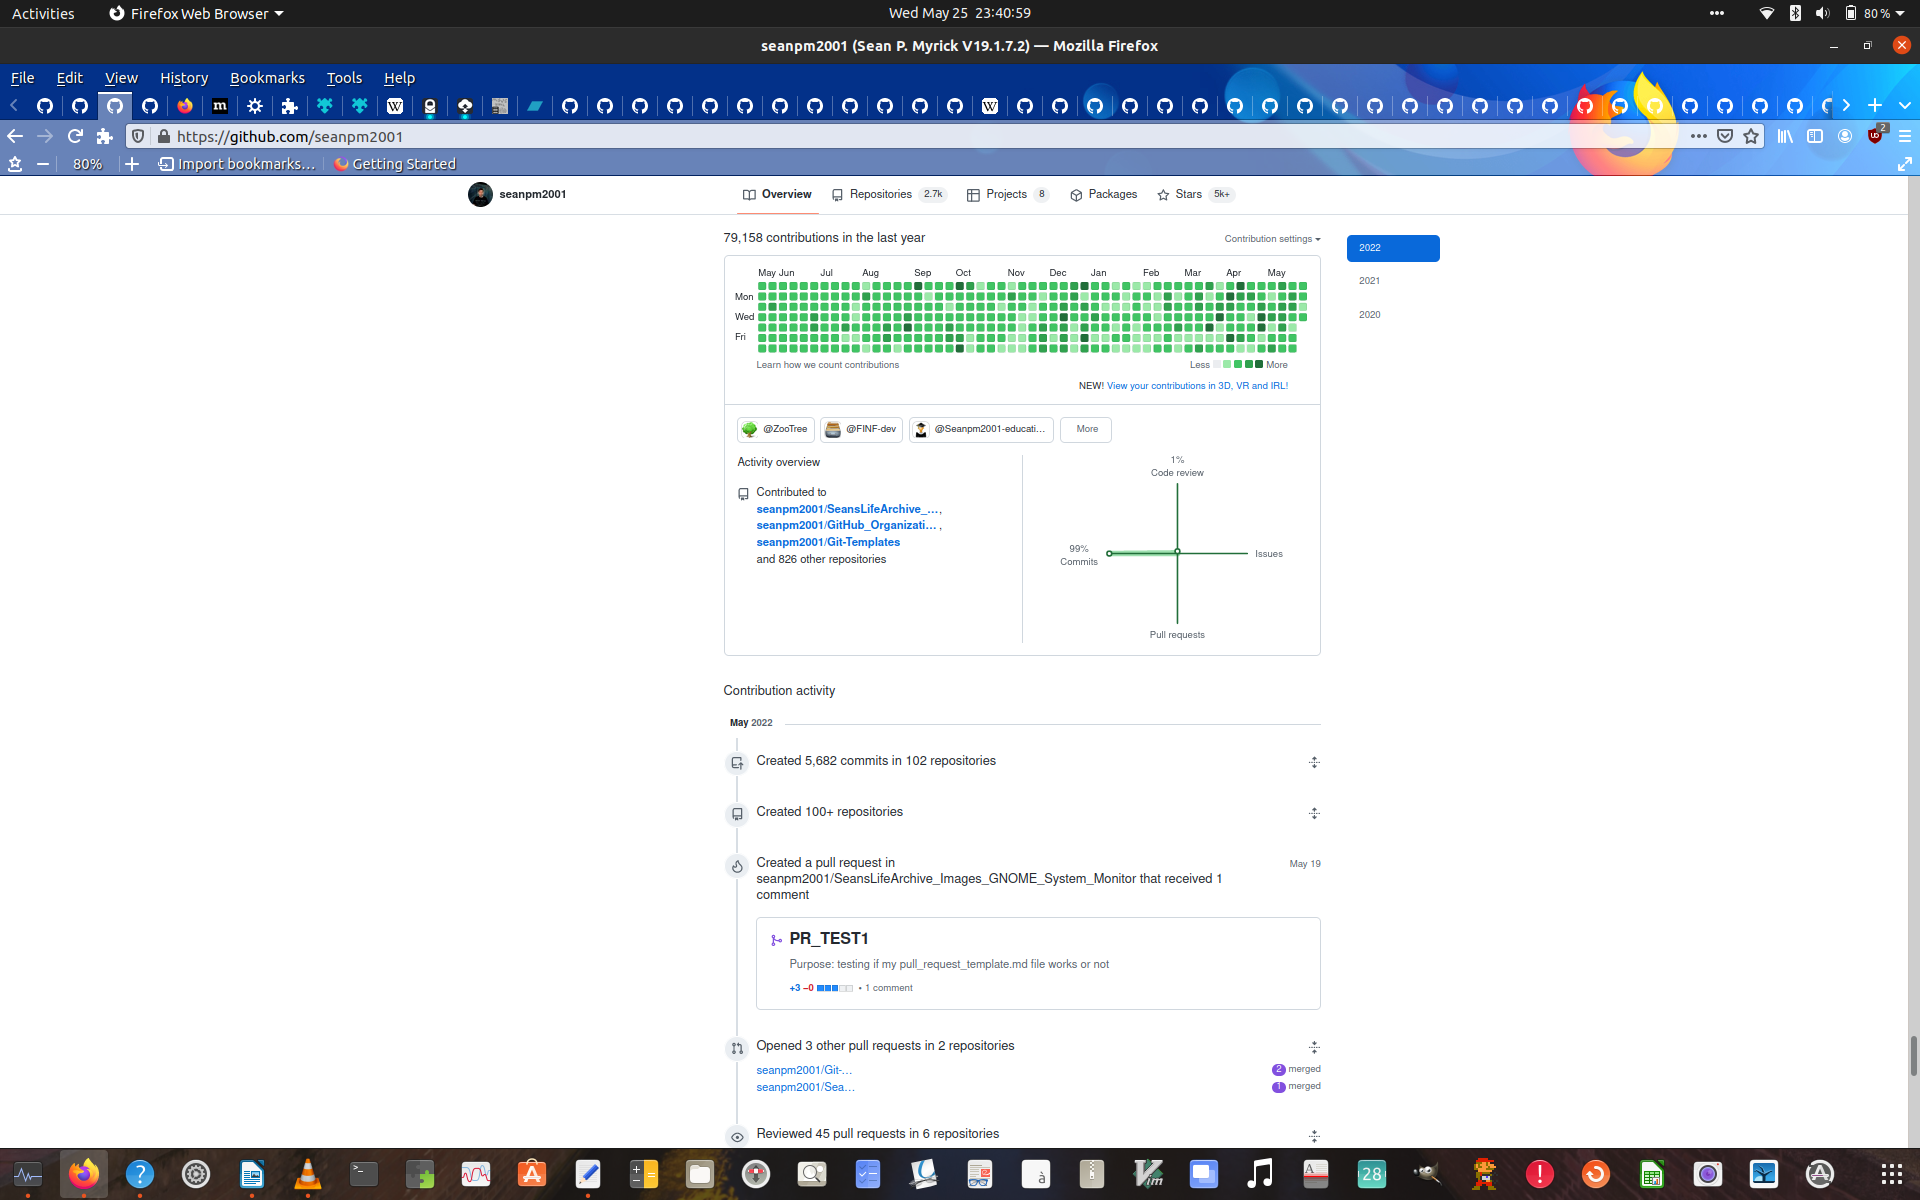 Activities Firefox Web Browser Wed May 25 23:40:59 80 %
seanpm2001 (Sean P. Myrick V19.1.7.2) — Mozilla Firefox
File Edit View History Bookmarks Tools Help
https://github.com/seanpm2001 2
80% Import bookmarks... Getting Started
seanpm2001 Overview Repositories 2.7k Projects 8 Packages Stars 5k+
79,158 contributions in the last year Contribution settings
2022
2021
2020
May Jun Jul Aug Sep Oct Nov Dec Jan Feb Mar Apr May
Mon
Wed
Fri
Learn how we count contributions Less More
NEW! View your contributions in 3D, VR and IRL!
@ZooTree @FINF-dev @Seanpm2001-educati... More
Activity overview
Contributed to
seanpm2001/SeansLifeArchive_...,
seanpm2001/GitHub_Organizati... ,
seanpm2001/Git-Templates
and 826 other repositories
1%
Code review
99%
Commits
Issues
Pull requests
Contribution activity
May 2022
Created 5,682 commits in 102 repositories
Created 100+ repositories
Created a pull request in May 19
seanpm2001/SeansLifeArchive_Images_GNOME_System_Monitor that received 1
comment
PR_TEST1
Purpose: testing if my pull_request_template.md file works or not
+3 −0 • 1 comment
Opened 3 other pull requests in 2 repositories
seanpm2001/Git-... 2 merged
seanpm2001/Sea... 1 merged
Reviewed 45 pull requests in 6 repositories
28